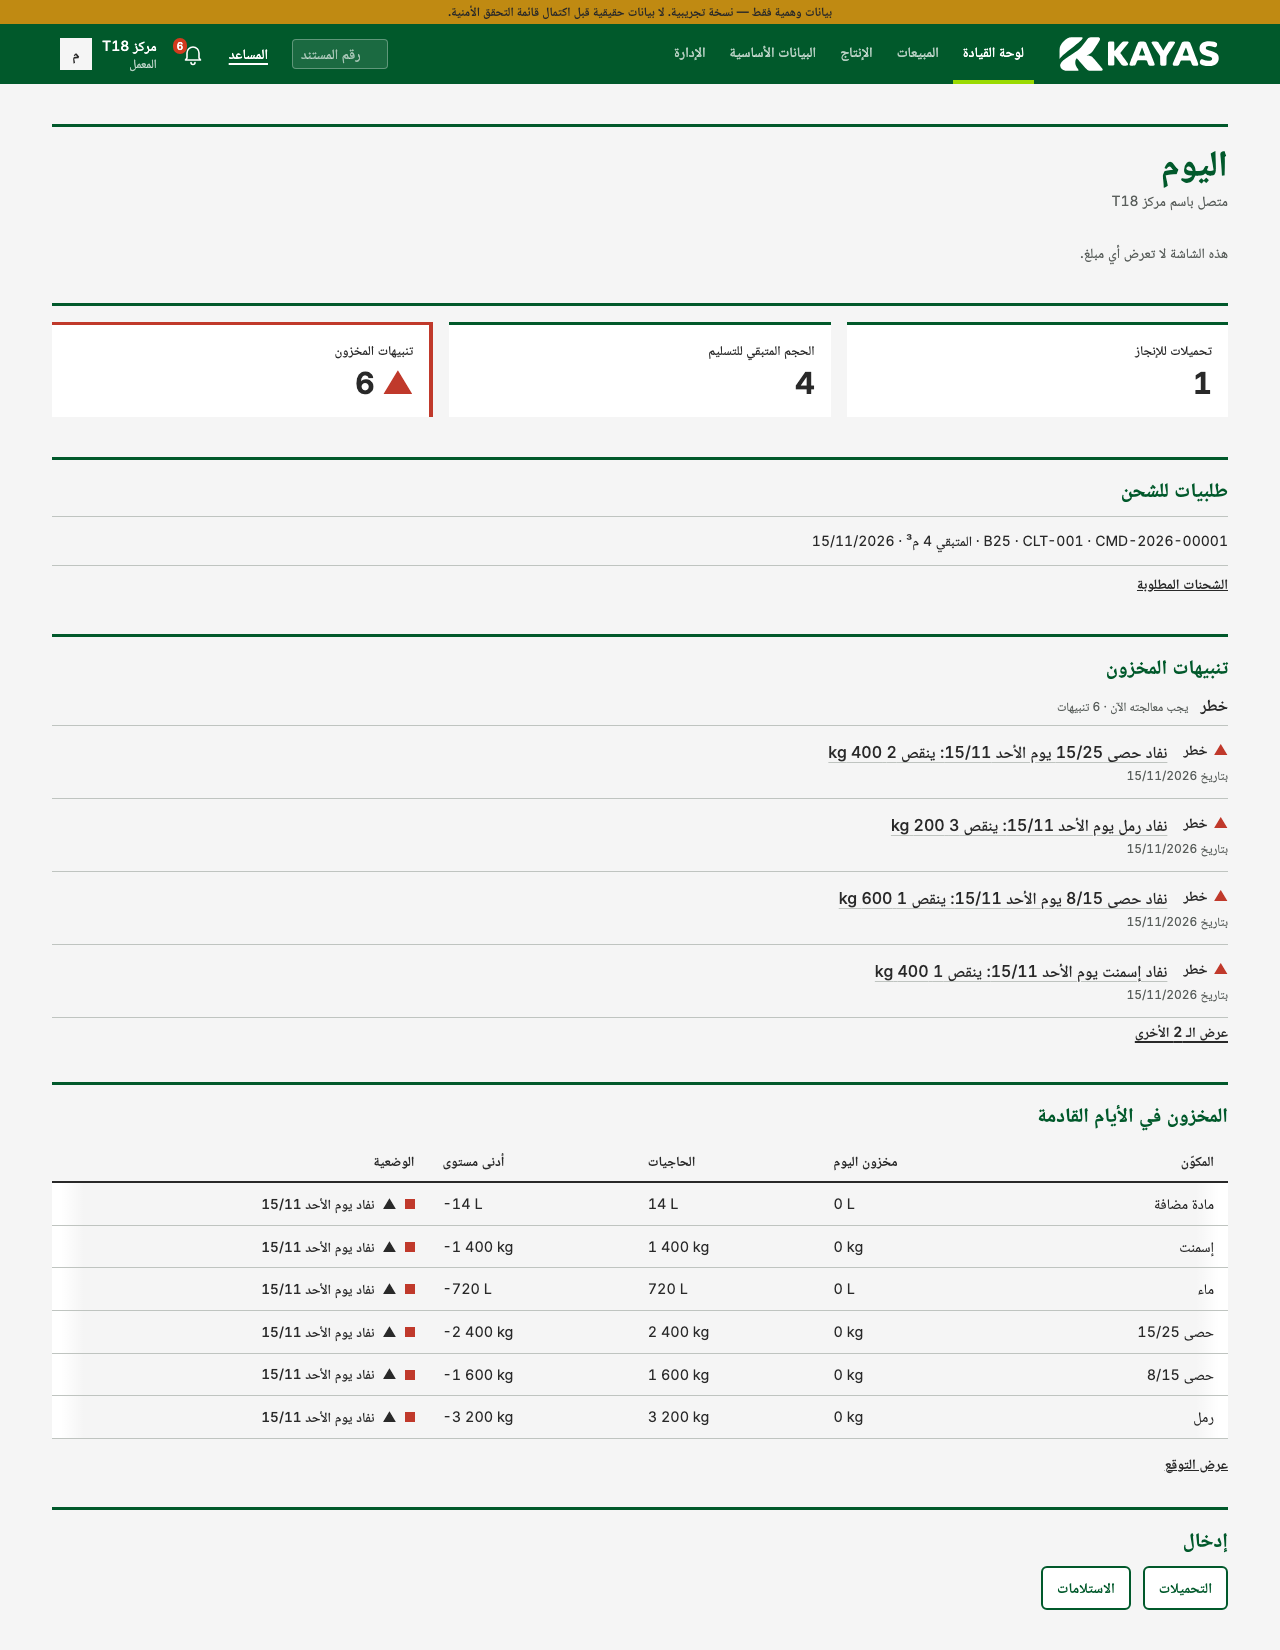 بيانات وهمية فقط — نسخة تجريبية. لا بيانات حقيقية قبل اكتمال قائمة التحقق الأمنية.
KAYAS
لوحة القيادة
المبيعات
الإنتاج
البيانات الأساسية
الإدارة
رقم المستند
المساعد
6
مركز T18
المعمل
م
اليوم
متصل باسم مركز T18
هذه الشاشة لا تعرض أي مبلغ.
تحميلات للإنجاز
1
الحجم المتبقي للتسليم
4
تنبيهات المخزون
6
طلبيات للشحن
CMD-2026-00001 · CLT-001 · B25 · المتبقي 4 م³ · 15/11/2026
الشحنات المطلوبة
تنبيهات المخزون
خطر يجب معالجته الآن · 6 تنبيهات
خطر نفاد حصى 15/25 يوم الأحد 15/11: ينقص 2 400 kg
بتاريخ 15/11/2026
خطر نفاد رمل يوم الأحد 15/11: ينقص 3 200 kg
بتاريخ 15/11/2026
خطر نفاد حصى 8/15 يوم الأحد 15/11: ينقص 1 600 kg
بتاريخ 15/11/2026
خطر نفاد إسمنت يوم الأحد 15/11: ينقص 1 400 kg
بتاريخ 15/11/2026
عرض الـ 2 الأخرى
المخزون في الأيام القادمة
المكوّن مخزون اليوم الحاجيات أدنى مستوى الوضعية
مادة مضافة 0 L 14 L -14 L نفاد يوم الأحد 15/11
إسمنت 0 kg 1 400 kg -1 400 kg نفاد يوم الأحد 15/11
ماء 0 L 720 L -720 L نفاد يوم الأحد 15/11
حصى 15/25 0 kg 2 400 kg -2 400 kg نفاد يوم الأحد 15/11
حصى 8/15 0 kg 1 600 kg -1 600 kg نفاد يوم الأحد 15/11
رمل 0 kg 3 200 kg -3 200 kg نفاد يوم الأحد 15/11
عرض التوقع
إدخال
التحميلات
الاستلامات